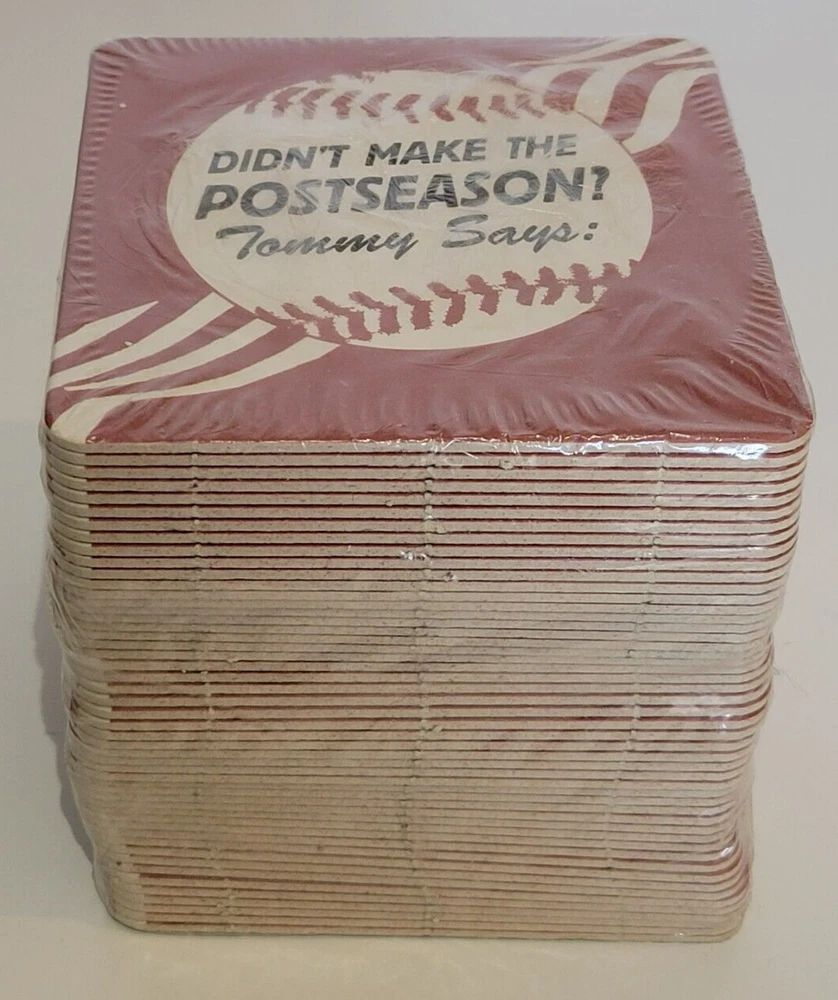 DIDN'T MAKE THE
POSTSEASON?
Tommy Says: